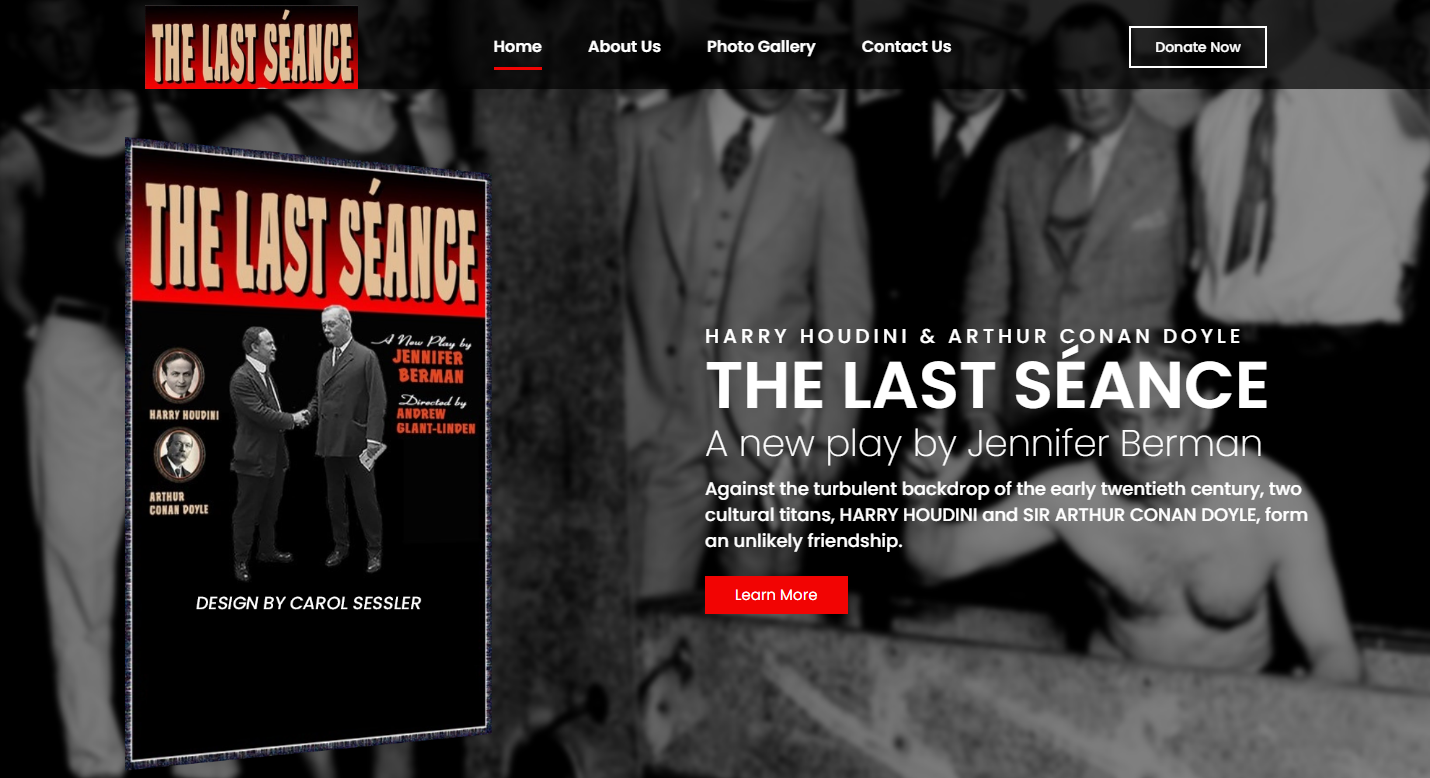 THE LAST SÉANCE
Home
About Us
Photo Gallery
Contact Us
Donate Now
THE LAST SÉANCE
A New Play by
JENNIFER
BERMAN
Directed by
ANDREW
GLANT-LINDEN
HARRY HOUDINI
ARTHUR
CONAN DOYLE
DESIGN BY CAROL SESSLER
HARRY HOUDINI & ARTHUR CONAN DOYLE
THE LAST SÉANCE
A new play by Jennifer Berman
Against the turbulent backdrop of the early twentieth century, two
cultural titans, HARRY HOUDINI and SIR ARTHUR CONAN DOYLE, form
an unlikely friendship.
Learn More